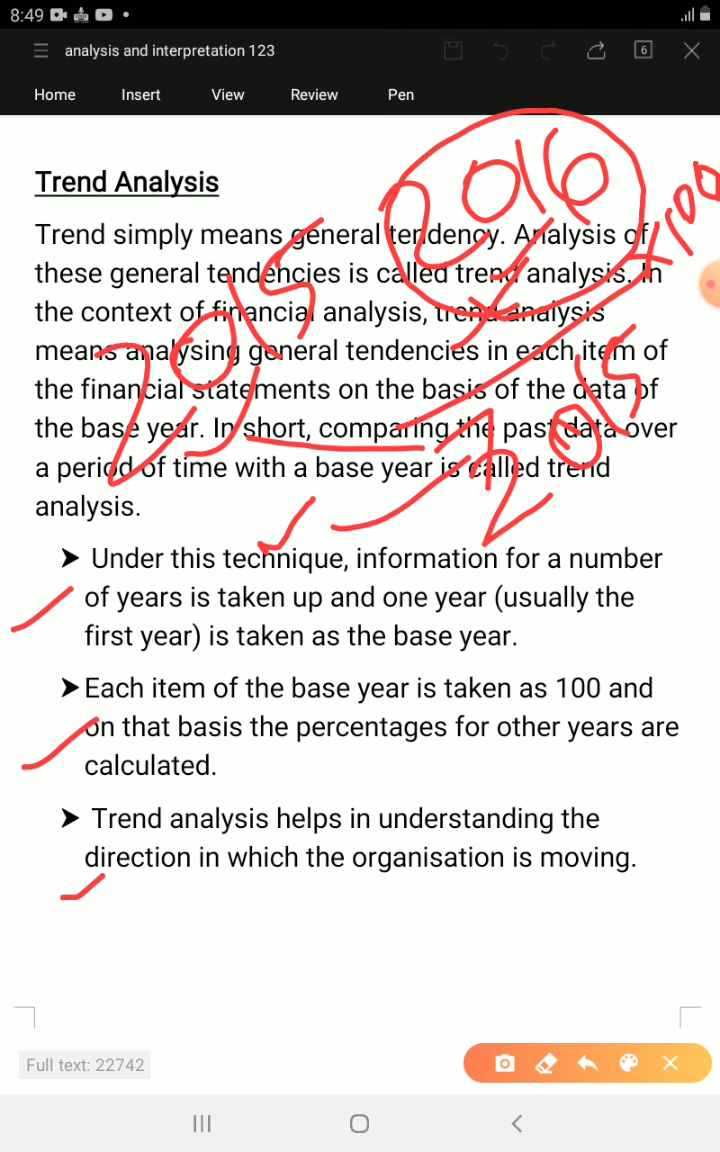 8:49
analysis and interpretation 123
6
Home Insert View Review Pen
2016
×100
2015
2015
Trend Analysis
Trend simply means general tendency. Analysis of
these general tendencies is called trend analysis. In
the context of financial analysis, trend analysis
means analysing general tendencies in each item of
the financial statements on the basis of the data of
the base year. In short, comparing the past data over
a period of time with a base year is called trend
analysis.
➤ Under this technique, information for a number
of years is taken up and one year (usually the
first year) is taken as the base year.
➤ Each item of the base year is taken as 100 and
on that basis the percentages for other years are
calculated.
➤ Trend analysis helps in understanding the
direction in which the organisation is moving.
Full text: 22742